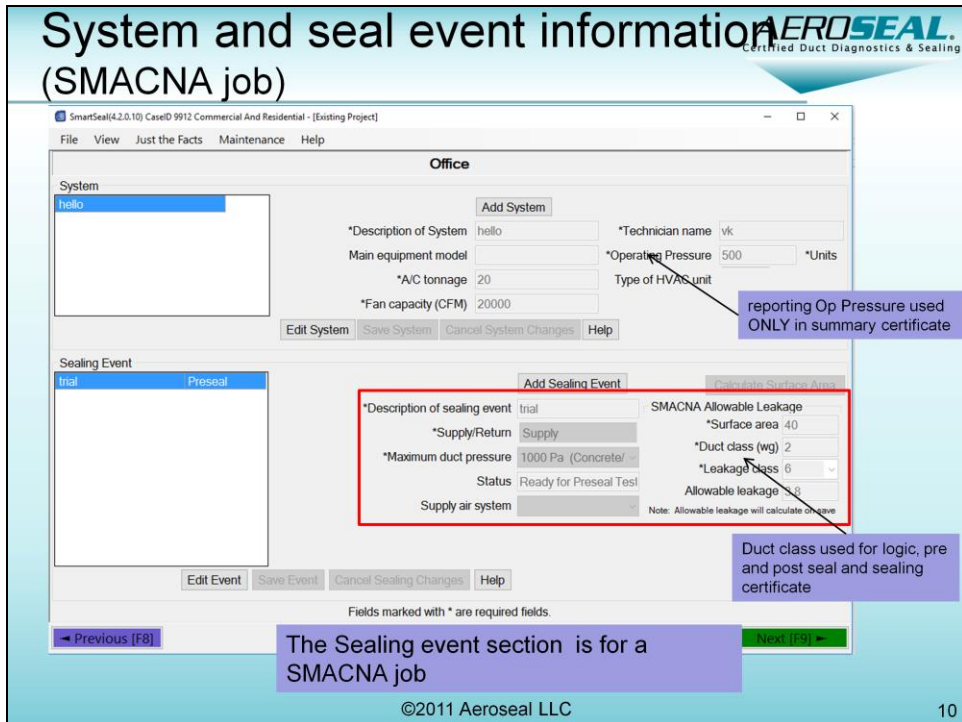 System and seal event information
(SMACNA job)
AEROSEAL.
Certified Duct Diagnostics & Sealing
SmartSeal(4.2.0.10) CaseID 9912 Commercial And Residential - [Existing Project]
File View Just the Facts Maintenance Help
Office
System
hello
Add System
*Description of System hello *Technician name vk
Main equipment model *Operating Pressure 500 *Units
*A/C tonnage 20 Type of HVAC unit
*Fan capacity (CFM) 20000
reporting Op Pressure used
ONLY in summary certificate
Edit System Save System Cancel System Changes Help
Sealing Event
trial Preseal
Add Sealing Event Calculate Surface Area
*Description of sealing event trial SMACNA Allowable Leakage
*Supply/Return Supply *Surface area 40
*Maximum duct pressure 1000 Pa (Concrete/ *Duct class (wg) 2
*Leakage class 6
Status Ready for Preseal Test Allowable leakage 3.8
Supply air system Note: Allowable leakage will calculate on save
Duct class used for logic, pre
and post seal and sealing
certificate
Edit Event Save Event Cancel Sealing Changes Help
Fields marked with * are required fields.
◄ Previous [F8] Next [F9] ►
The Sealing event section is for a
SMACNA job
©2011 Aeroseal LLC 10